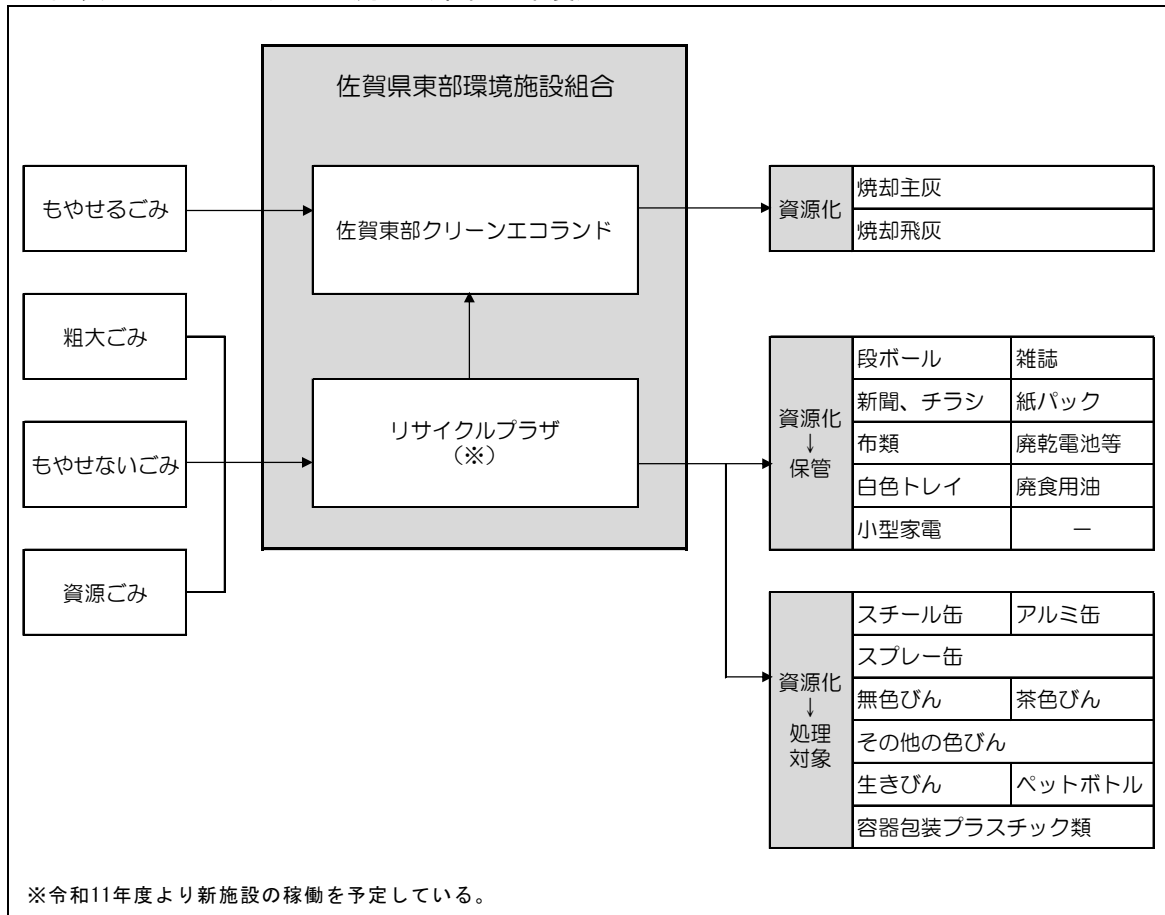 佐賀県東部環境施設組合
もやせるごみ
佐賀東部クリーンエコランド
資源化
焼却主灰
焼却飛灰
粗大ごみ
もやせないごみ
資源ごみ
リサイクルプラザ
(※)
資源化
↓
保管
段ボール
雑誌
新聞、チラシ
紙パック
布類
廃乾電池等
白色トレイ
廃食用油
小型家電
－
資源化
↓
処理
対象
スチール缶
アルミ缶
スプレー缶
無色びん
茶色びん
その他の色びん
生きびん
ペットボトル
容器包装プラスチック類
※令和11年度より新施設の稼働を予定している。